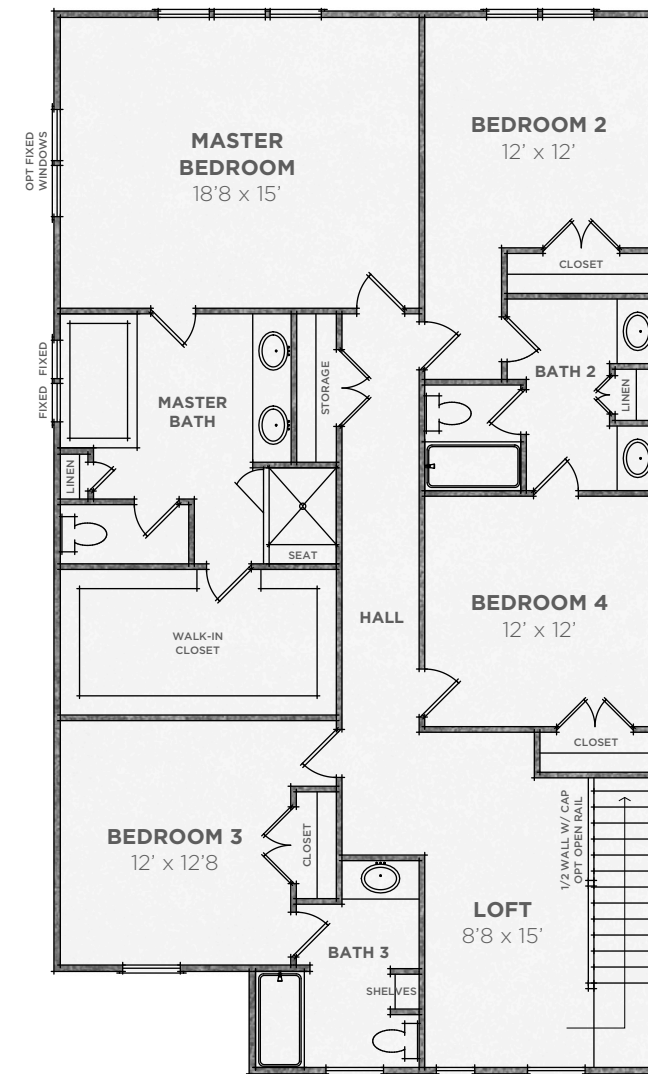 MASTER
BEDROOM
18'8 x 15'
BEDROOM 2
12' x 12'
OPT FIXED
WINDOWS
CLOSET
FIXED
FIXED
MASTER
BATH
STORAGE
BATH 2
LINEN
LINEN
SEAT
HALL
BEDROOM 4
12' x 12'
WALK-IN
CLOSET
CLOSET
BEDROOM 3
12' x 12'8
CLOSET
1/2 WALL W/ CAP
OPT OPEN RAIL
LOFT
8'8 x 15'
BATH 3
SHELVES